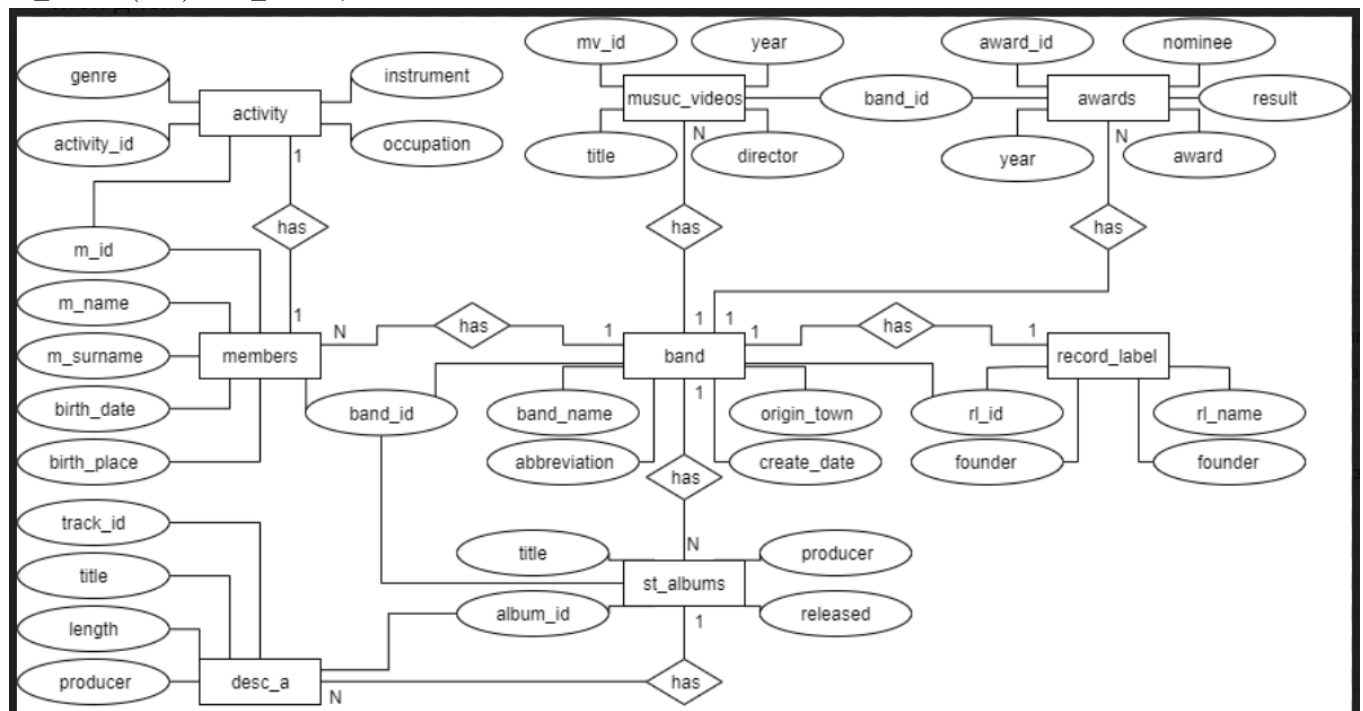 mv_id
year
award_id
nominee
genre
instrument
activity
musuc_videos
band_id
awards
result
activity_id
occupation
1
N
N
title
director
year
award
has
has
has
m_id
m_name
1
N
has
1
1
1
1
has
1
m_surname
members
band
record_label
birth_date
band_id
1
band_name
origin_town
rl_id
rl_name
birth_place
abbreviation
create_date
founder
founder
has
track_id
N
title
producer
title
st_albums
length
album_id
released
1
producer
desc_a
N
has